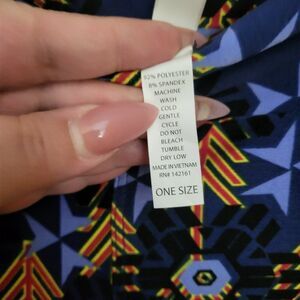 92% POLYESTER
8% SPANDEX
MACHINE
WASH
COLD
GENTLE
CYCLE
DO NOT
BLEACH
TUMBLE
DRY LOW
MADE IN VIETNAM
RN# 142161
ONE SIZE